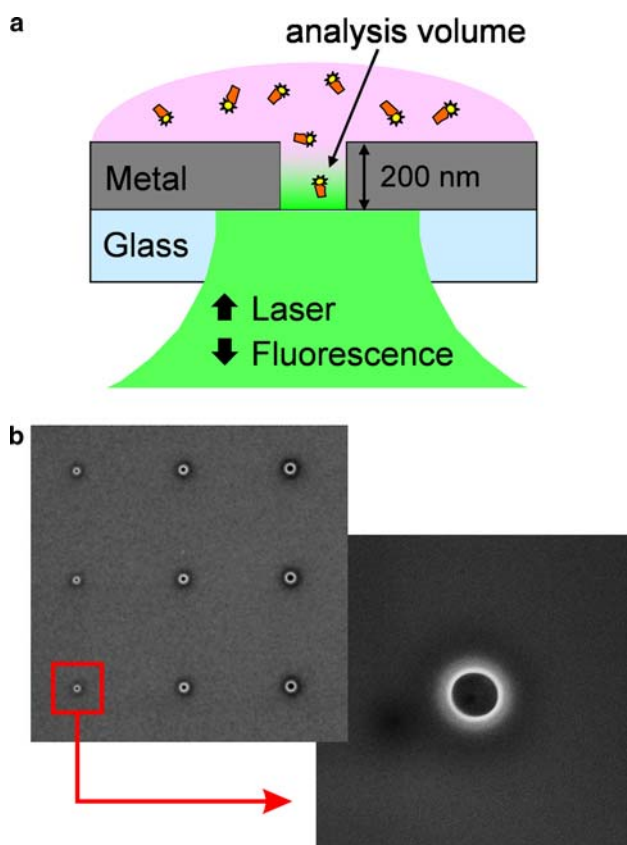 a
analysis volume
Metal
200 nm
Glass
Laser
Fluorescence
b